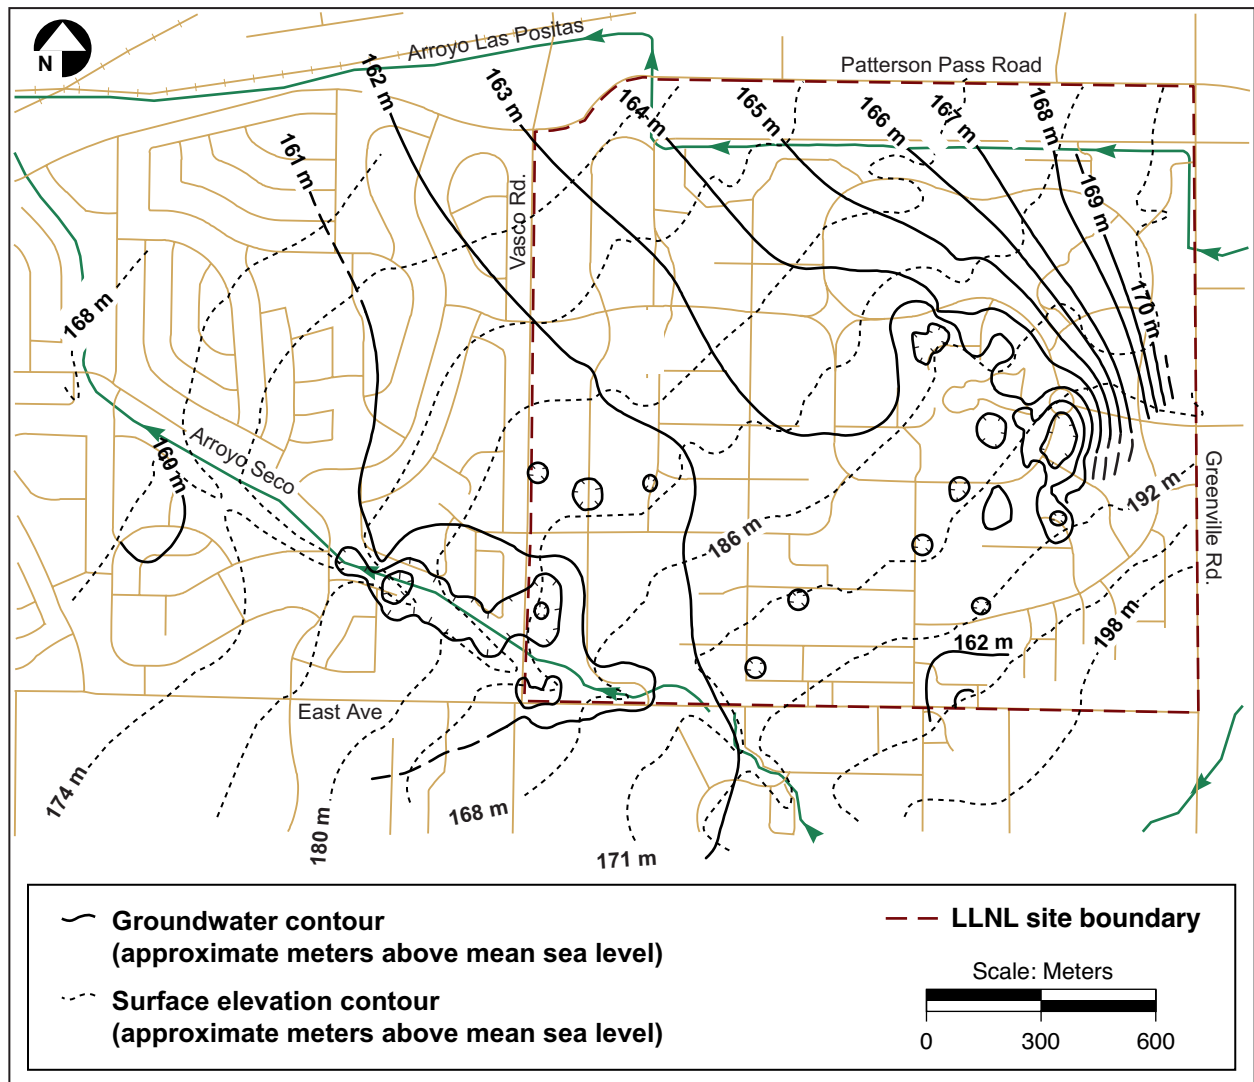 N
Arroyo Las Positas
Patterson Pass Road
162 m
163 m
164 m
165 m
166 m
167 m
168 m
161 m
169 m
Vasco Rd.
168 m
170 m
Arroyo Seco
160 m
186 m
192 m
Greenville Rd.
198 m
162 m
East Ave
174 m
180 m
168 m
171 m
Groundwater contour
(approximate meters above mean sea level)
Surface elevation contour
(approximate meters above mean sea level)
LLNL site boundary
Scale: Meters
0 300 600